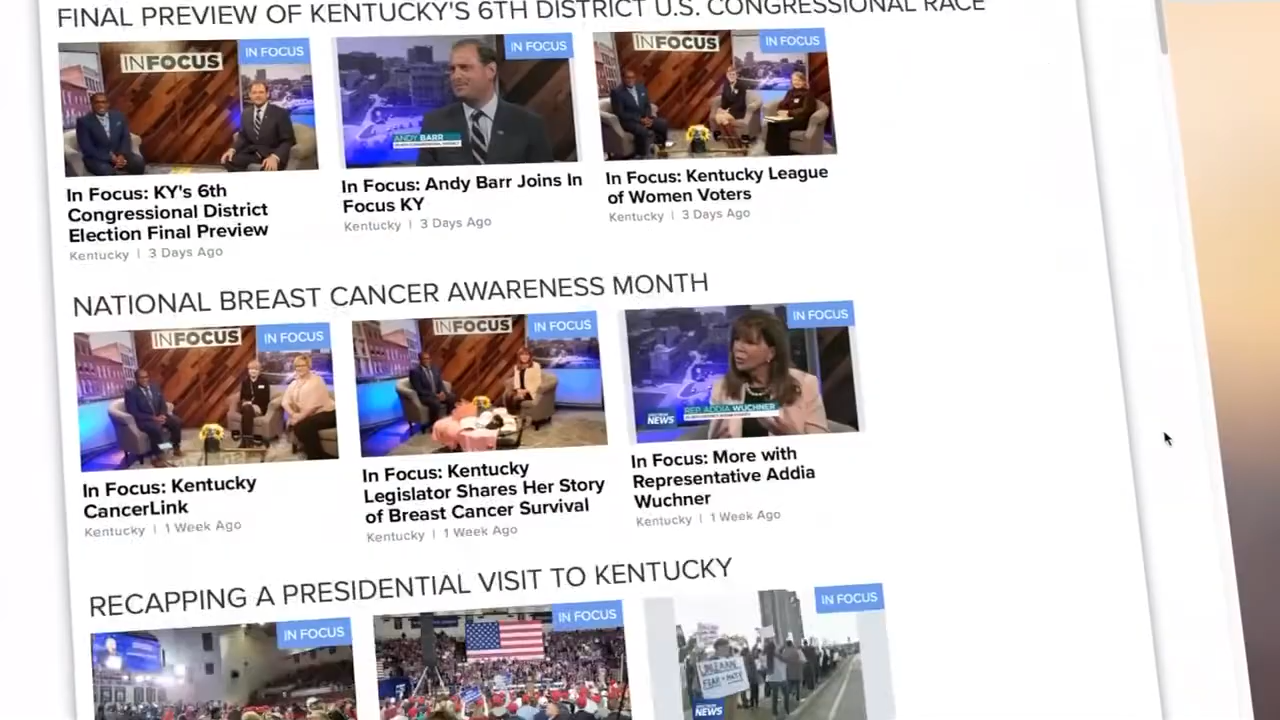 FINAL PREVIEW OF KENTUCKY'S 6TH DISTRICT U.S. CONGRESSIONAL RACE
INFOCUS
IN FOCUS
IN FOCUS
ANDY BARR
INFOCUS
IN FOCUS
In Focus: KY's 6th
Congressional District
Election Final Preview
Kentucky | 3 Days Ago
In Focus: Andy Barr Joins In
Focus KY
Kentucky | 3 Days Ago
In Focus: Kentucky League
of Women Voters
Kentucky | 3 Days Ago
NATIONAL BREAST CANCER AWARENESS MONTH
INFOCUS
IN FOCUS
INFOCUS
IN FOCUS
IN FOCUS
SPECTRUM
NEWS
REP. ADDIA WUCHNER
In Focus: Kentucky
CancerLink
Kentucky | 1 Week Ago
In Focus: Kentucky
Legislator Shares Her Story
of Breast Cancer Survival
Kentucky | 1 Week Ago
In Focus: More with
Representative Addia
Wuchner
Kentucky | 1 Week Ago
RECAPPING A PRESIDENTIAL VISIT TO KENTUCKY
IN FOCUS
IN FOCUS
IN FOCUS
FEAR
HATE
NEWS